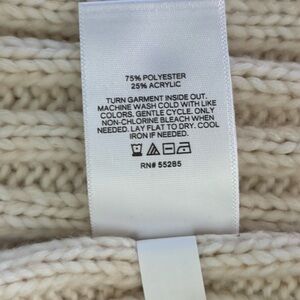 75% POLYESTER
25% ACRYLIC
TURN GARMENT INSIDE OUT.
MACHINE WASH COLD WITH LIKE
COLORS. GENTLE CYCLE. ONLY
NON-CHLORINE BLEACH WHEN
NEEDED. LAY FLAT TO DRY. COOL
IRON IF NEEDED.
RN# 55285